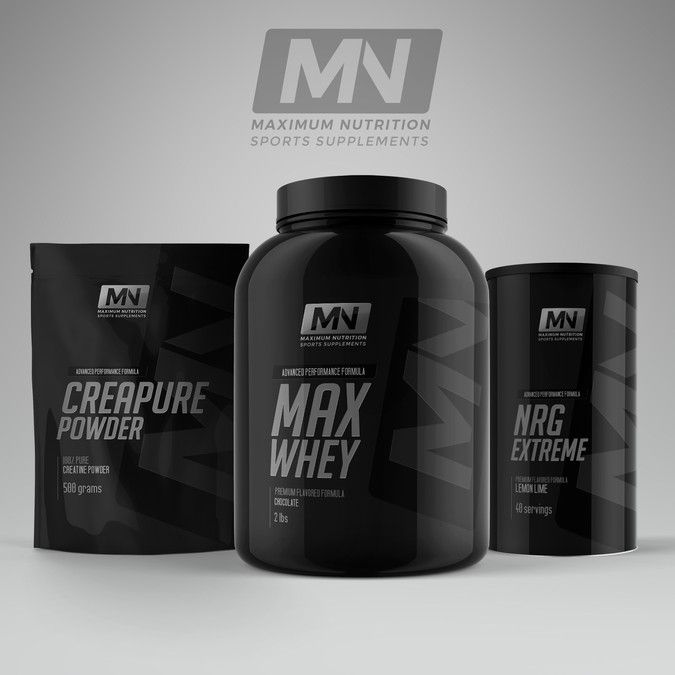 MN
MAXIMUM NUTRITION
SPORTS SUPPLEMENTS
MN
MAXIMUM NUTRITION
SPORTS SUPPLEMENTS
ADVANCED PERFORMANCE FORMULA
CREAPURE
POWDER
100% PURE
CREATINE POWDER
500 grams
MN
MAXIMUM NUTRITION
SPORTS SUPPLEMENTS
ADVANCED PERFORMANCE FORMULA
MAX
WHEY
PREMIUM FLAVORED FORMULA
CHOCOLATE
2 lbs
MN
MAXIMUM NUTRITION
SPORTS SUPPLEMENTS
ADVANCED PERFORMANCE FORMULA
NRG
EXTREME
PREMIUM FLAVORED FORMULA
LEMON LIME
40 servings